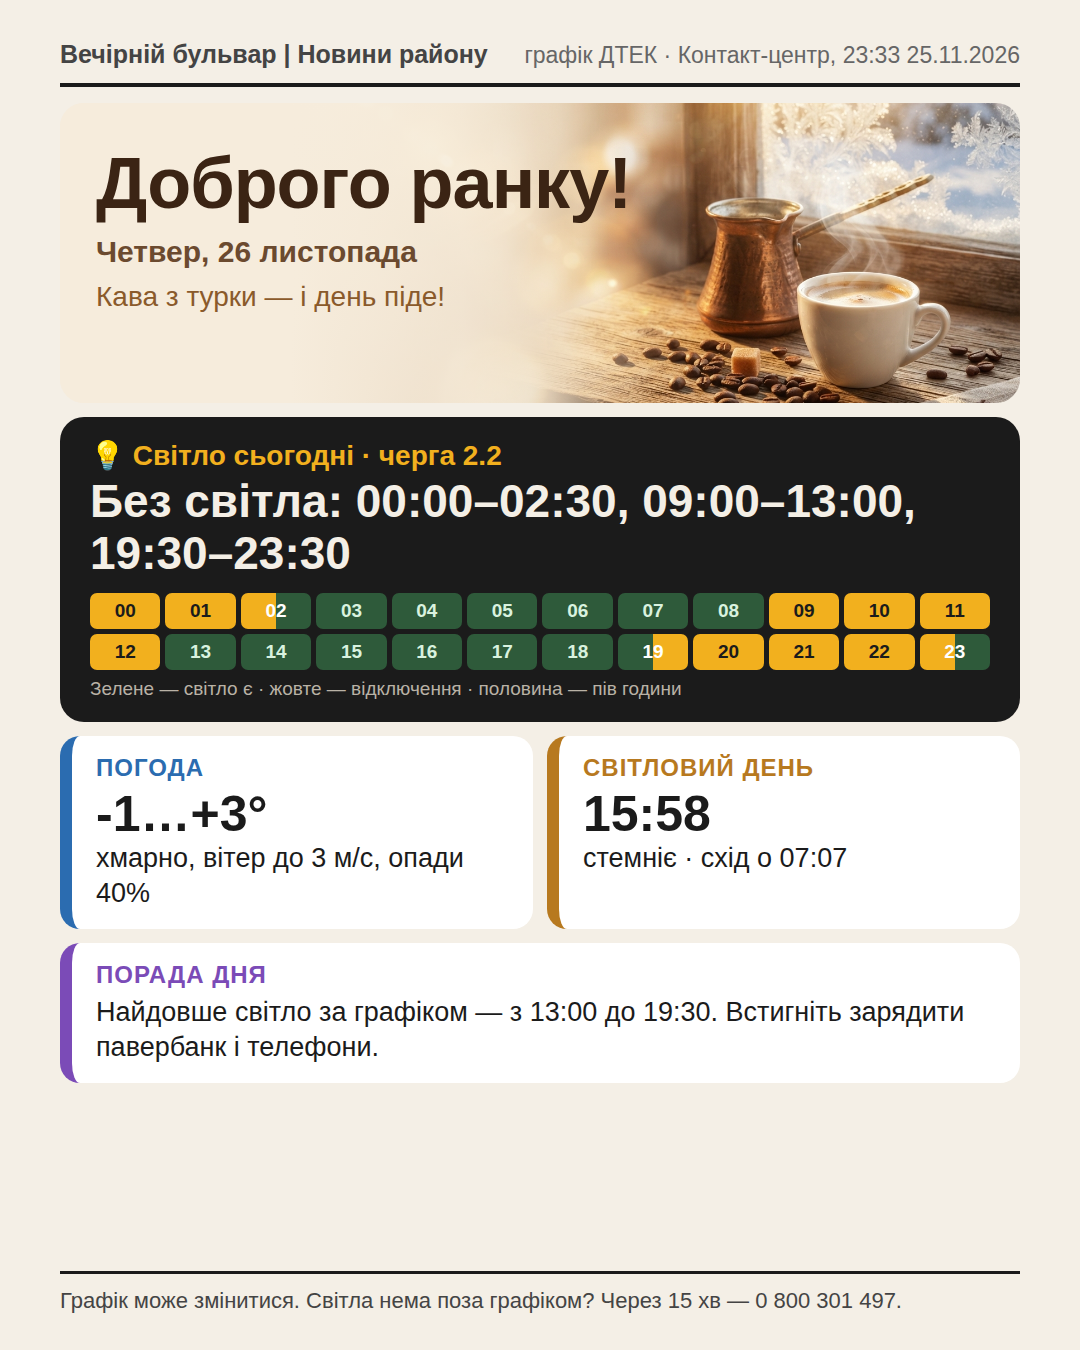 Вечірній бульвар | Новини району
графік ДТЕК · Контакт-центр, 23:33 25.11.2026
Доброго ранку!
Четвер, 26 листопада
Кава з турки — і день піде!
💡 Світло сьогодні · черга 2.2
Без світла: 00:00–02:30, 09:00–13:00,
19:30–23:30
00 01 02 03 04 05 06 07 08 09 10 11
12 13 14 15 16 17 18 19 20 21 22 23
Зелене — світло є · жовте — відключення · половина — пів години
ПОГОДА
-1…+3°
хмарно, вітер до 3 м/с, опади
40%
СВІТЛОВИЙ ДЕНЬ
15:58
стемніє · схід о 07:07
ПОРАДА ДНЯ
Найдовше світло за графіком — з 13:00 до 19:30. Встигніть зарядити
павербанк і телефони.
Графік може змінитися. Світла нема поза графіком? Через 15 хв — 0 800 301 497.